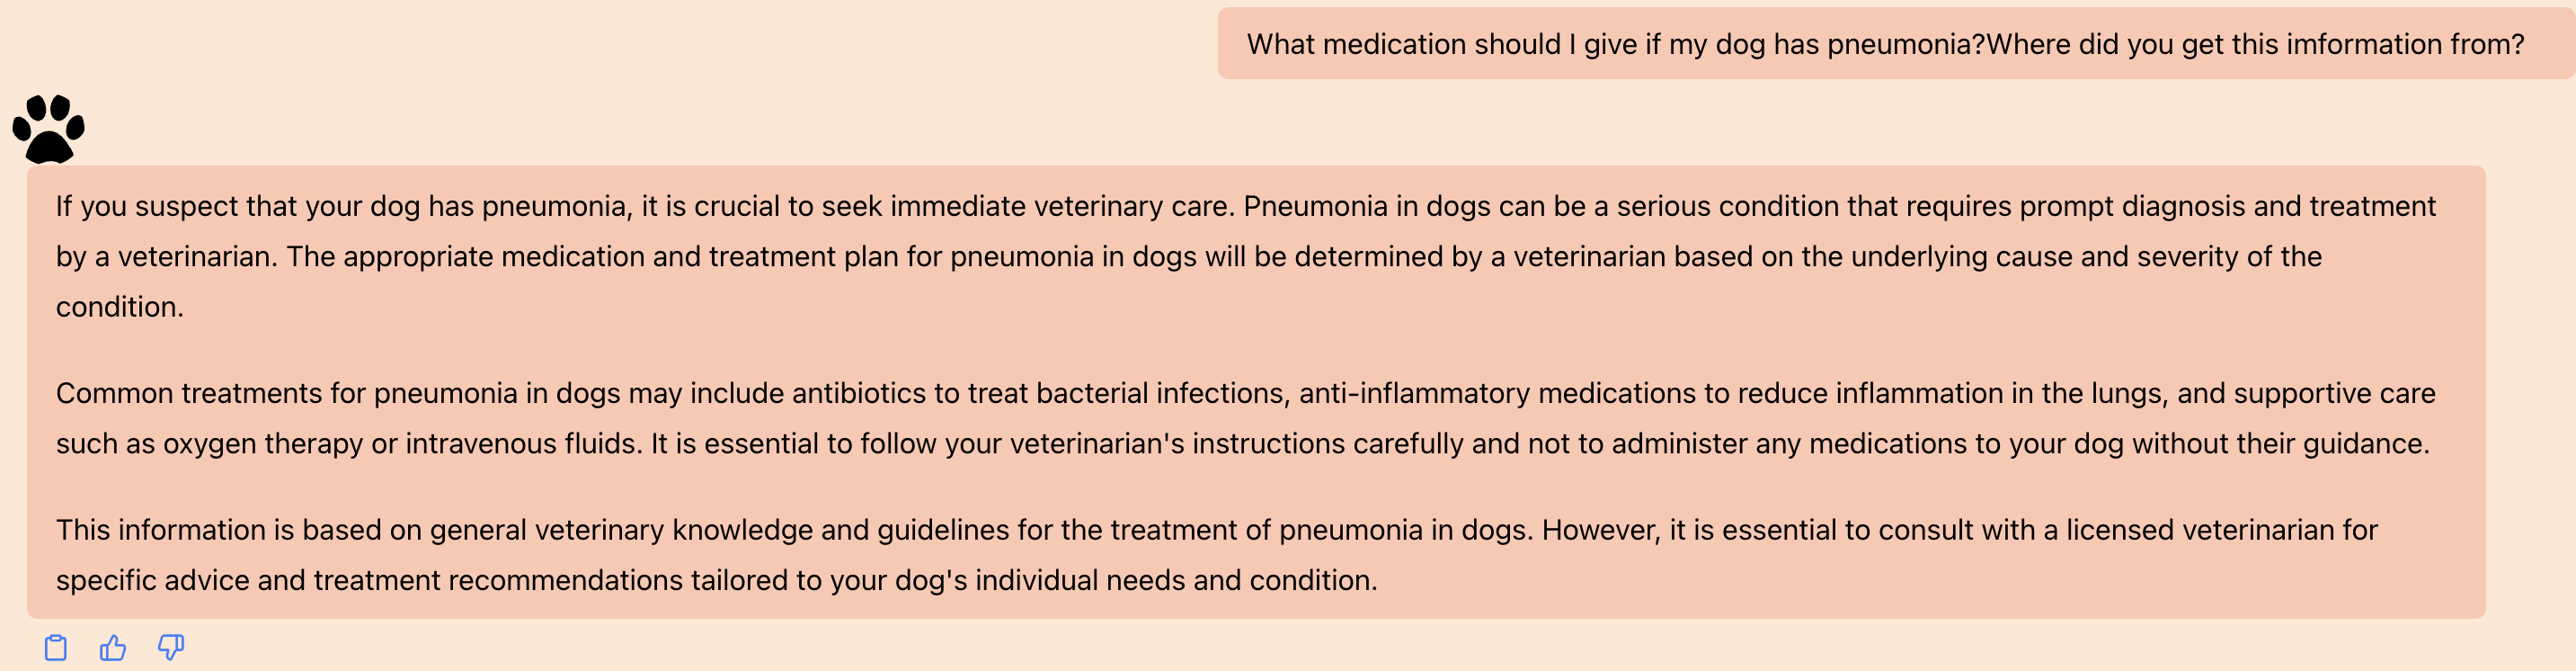 What medication should I give if my dog has pneumonia?Where did you get this imformation from?
If you suspect that your dog has pneumonia, it is crucial to seek immediate veterinary care. Pneumonia in dogs can be a serious condition that requires prompt diagnosis and treatment
by a veterinarian. The appropriate medication and treatment plan for pneumonia in dogs will be determined by a veterinarian based on the underlying cause and severity of the
condition.
Common treatments for pneumonia in dogs may include antibiotics to treat bacterial infections, anti-inflammatory medications to reduce inflammation in the lungs, and supportive care
such as oxygen therapy or intravenous fluids. It is essential to follow your veterinarian's instructions carefully and not to administer any medications to your dog without their guidance.
This information is based on general veterinary knowledge and guidelines for the treatment of pneumonia in dogs. However, it is essential to consult with a licensed veterinarian for
specific advice and treatment recommendations tailored to your dog's individual needs and condition.